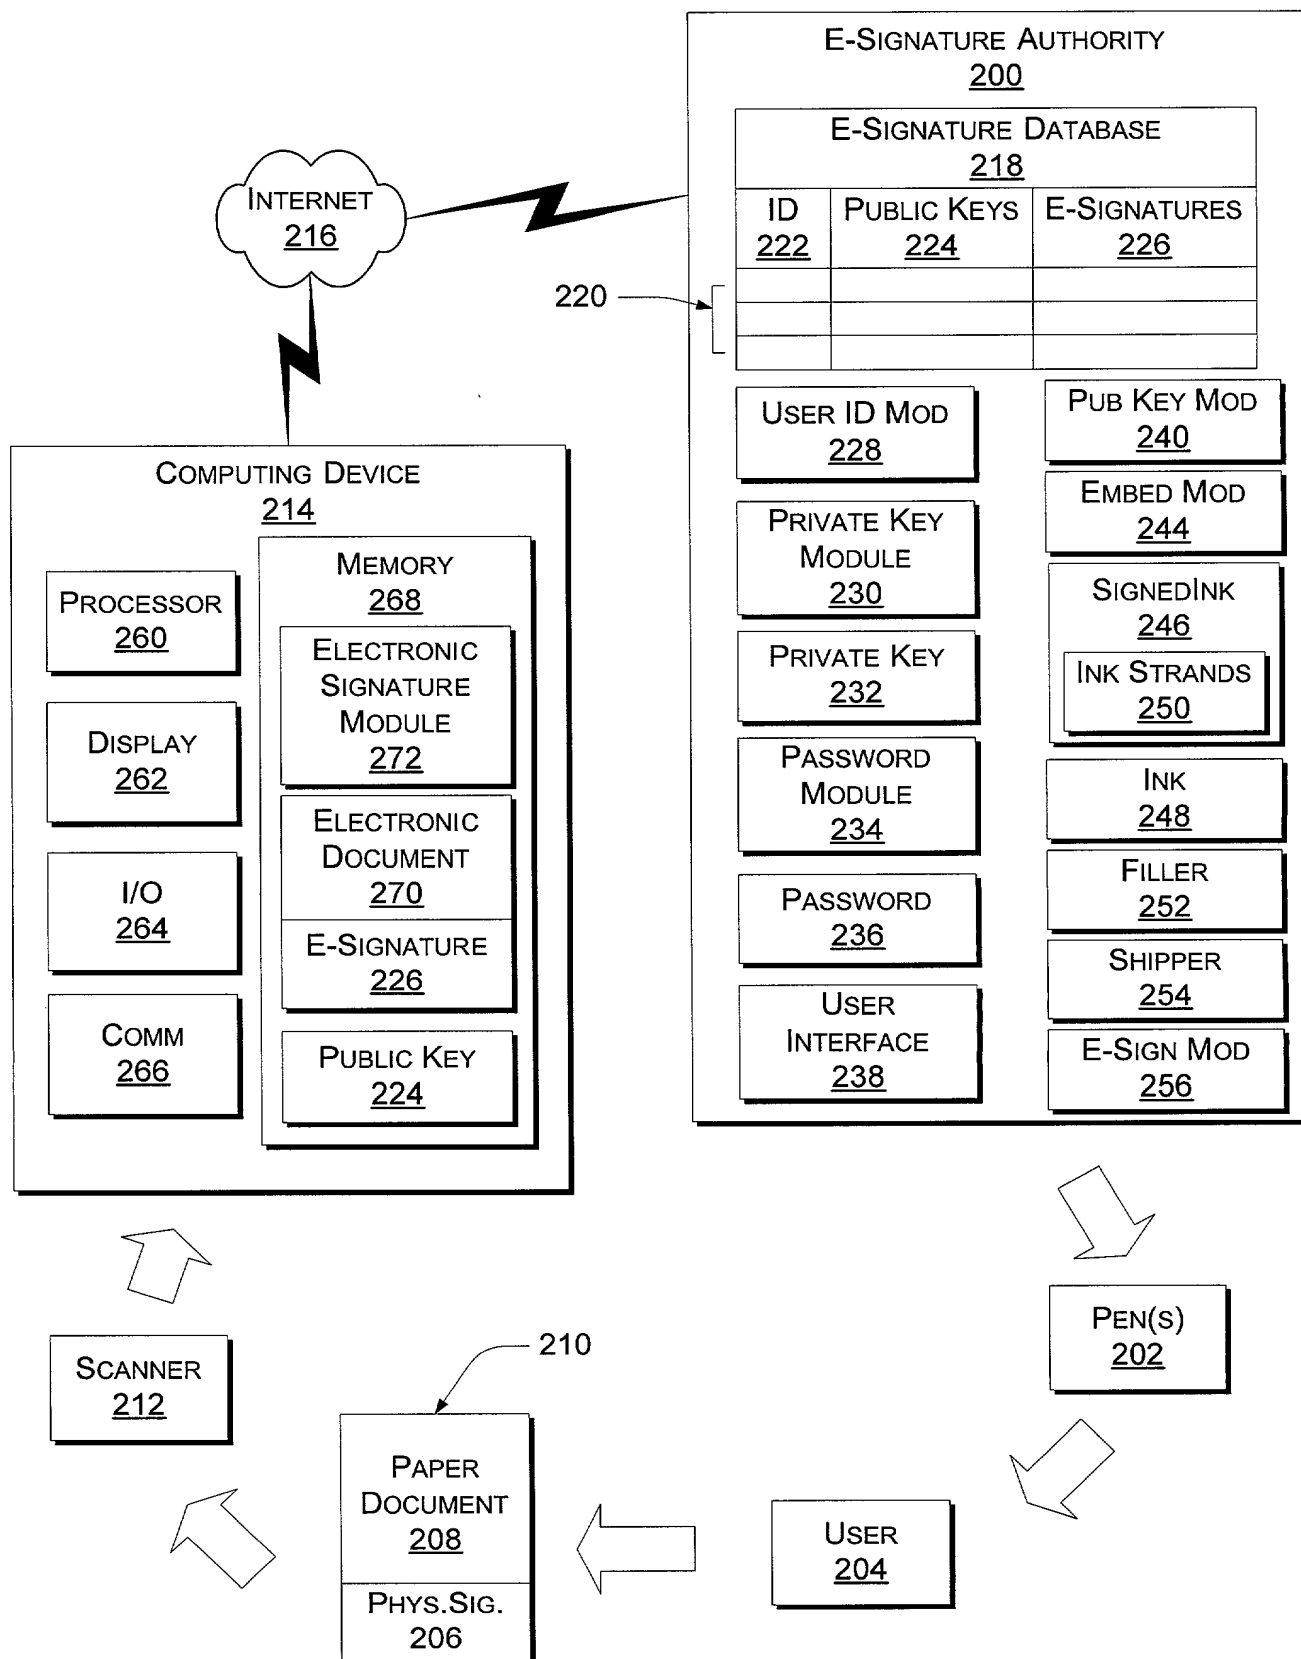 E-SIGNATURE AUTHORITY
200
E-SIGNATURE DATABASE
218
ID
222
PUBLIC KEYS
224
E-SIGNATURES
226
220
INTERNET
216
USER ID MOD
228
PRIVATE KEY
MODULE
230
PRIVATE KEY
232
PASSWORD
MODULE
234
PASSWORD
236
USER
INTERFACE
238
PUB KEY MOD
240
EMBED MOD
244
SIGNEDINK
246
INK STRANDS
250
INK
248
FILLER
252
SHIPPER
254
E-SIGN MOD
256
COMPUTING DEVICE
214
PROCESSOR
260
DISPLAY
262
I/O
264
COMM
266
MEMORY
268
ELECTRONIC
SIGNATURE
MODULE
272
ELECTRONIC
DOCUMENT
270
E-SIGNATURE
226
PUBLIC KEY
224
PEN(S)
202
USER
204
210
PAPER
DOCUMENT
208
PHYS.SIG.
206
SCANNER
212